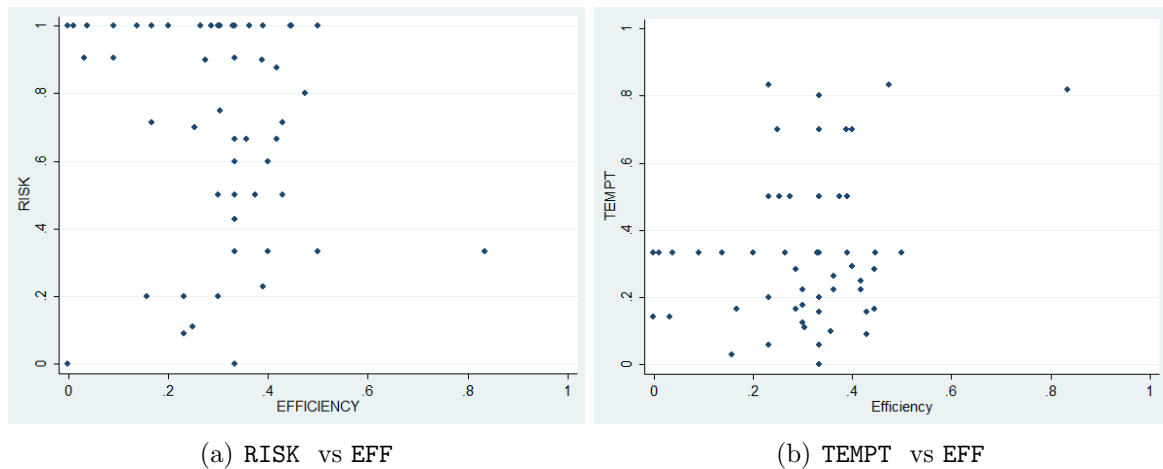 1
.8
.6
.4
.2
0
RISK
0 .2 .4 .6 .8 1
EFFICIENCY
1
.8
.6
.4
.2
0
TEMPT
0 .2 .4 .6 .8 1
Efficiency
(a) RISK vs EFF
(b) TEMPT vs EFF